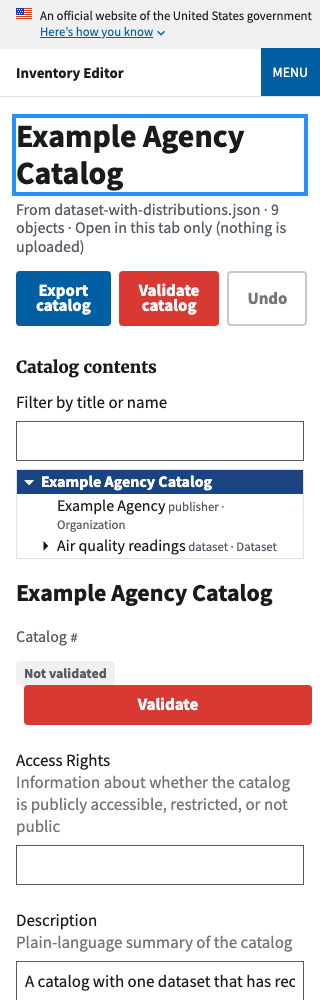 An official website of the United States government
Here's how you know
Inventory Editor
MENU
Example Agency
Catalog
From dataset-with-distributions.json · 9
objects · Open in this tab only (nothing is
uploaded)
Export
catalog
Validate
catalog
Undo
Catalog contents
Filter by title or name
Example Agency Catalog
Example Agency publisher ·
Organization
Air quality readings dataset · Dataset
Example Agency Catalog
Catalog #
Not validated
Validate
Access Rights
Information about whether the catalog
is publicly accessible, restricted, or not
public
Description
Plain-language summary of the catalog
A catalog with one dataset that has rec